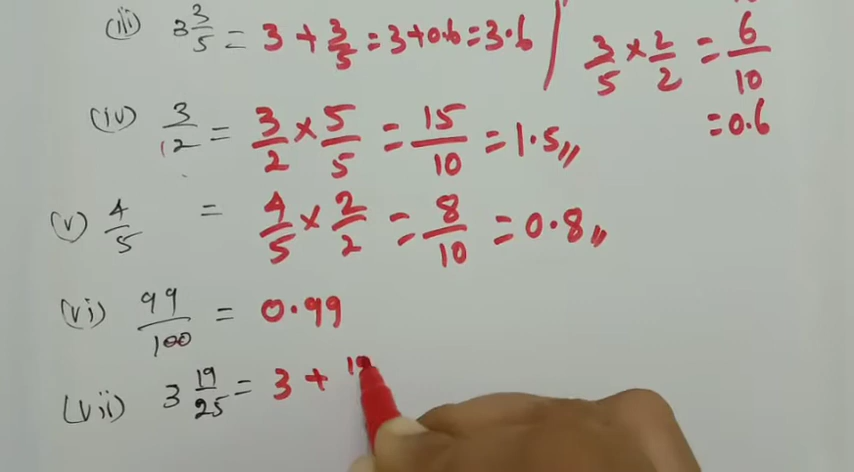 (iii) 3 3/5 = 3 + 3/5 = 3+0.6 = 3.6
3/5 × 2/2 = 6/10
= 0.6
(iv) 3/12 = 3/2 × 5/5 = 15/10 = 1.5,,
(v) 4/5 = 4/5 × 2/2 = 8/10 = 0.8,,
(vi) 99/100 = 0.99
(vii) 3 19/25 = 3 + 19